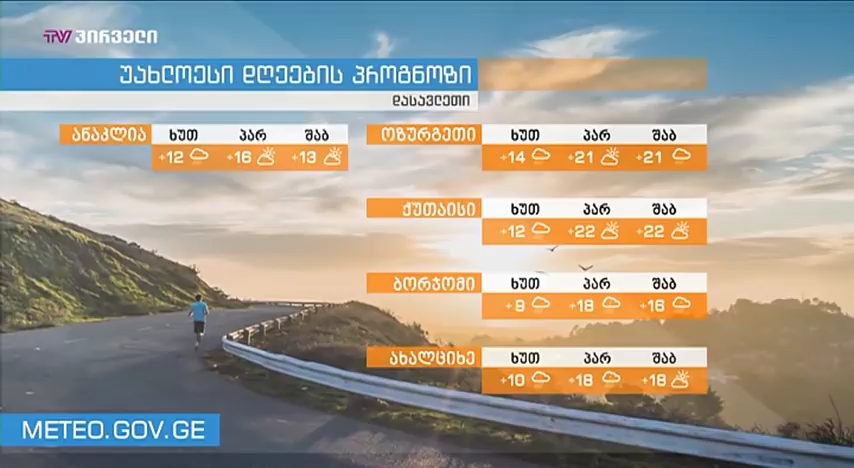 TV პირველი
უახლოესი დღეების პროგნოზი
დასავლეთი
ანაკლია ხუთ პარ შაბ
+12 +16 +13
ოზურგეთი ხუთ პარ შაბ
+14 +21 +21
ქუთაისი ხუთ პარ შაბ
+12 +22 +22
ბორჯომი ხუთ პარ შაბ
+9 +18 +16
ახალციხე ხუთ პარ შაბ
+10 +18 +18
METEO.GOV.GE